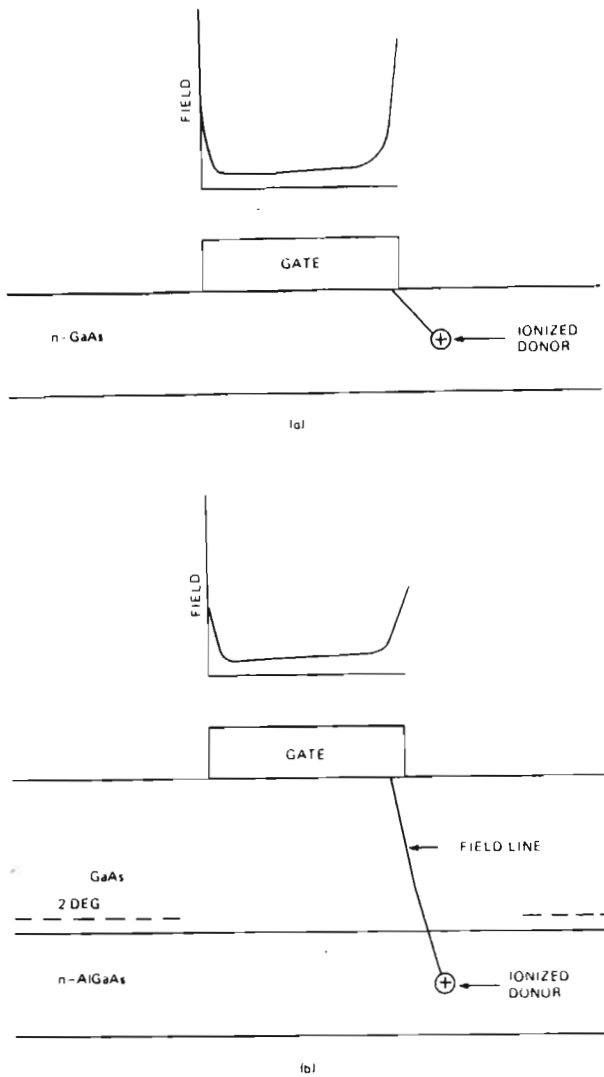 FIELD
GATE
n-GaAs
IONIZED
DONOR
(a)
FIELD
GATE
FIELD LINE
GaAs
2 DEG
n-AlGaAs
IONIZED
DONOR
(b)